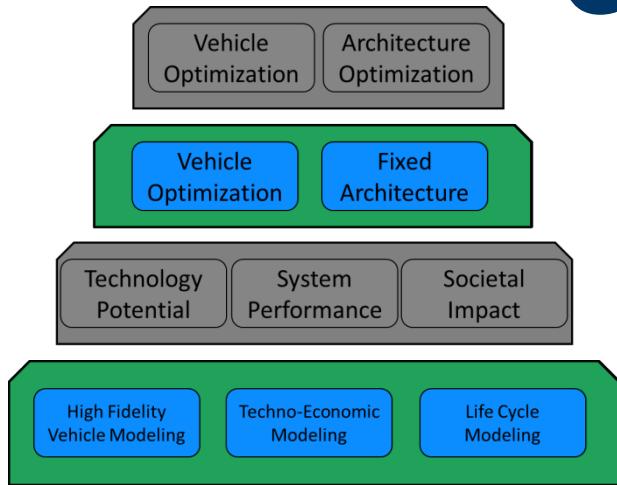 Vehicle Optimization
Architecture Optimization
Vehicle Optimization
Fixed Architecture
Technology Potential
System Performance
Societal Impact
High Fidelity Vehicle Modeling
Techno-Economic Modeling
Life Cycle Modeling